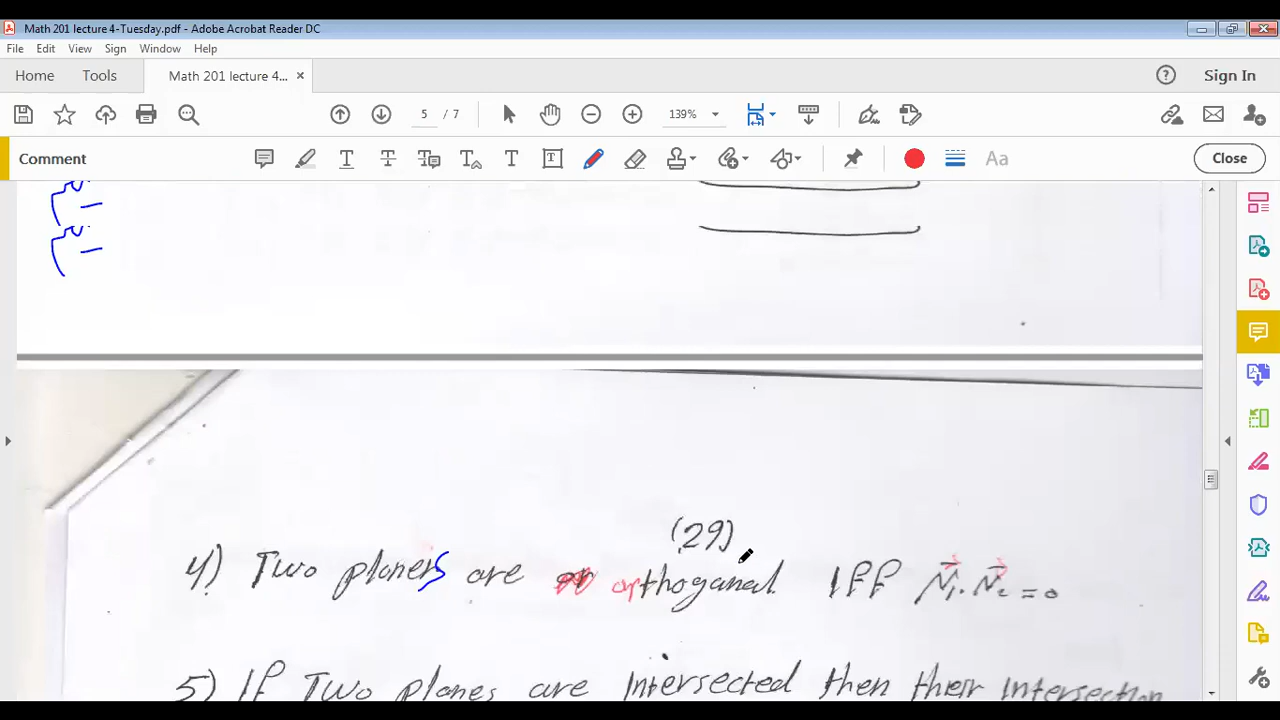 Math 201 lecture 4-Tuesday.pdf - Adobe Acrobat Reader DC
File Edit View Sign Window Help
Home Tools Math 201 lecture 4... × Sign In
5 / 7 139%
Comment Aa Close
(29)
4) Two planes are orthoganal Iff N₁ . N₂ = 0
5) If Two planes are intersected then their intersection